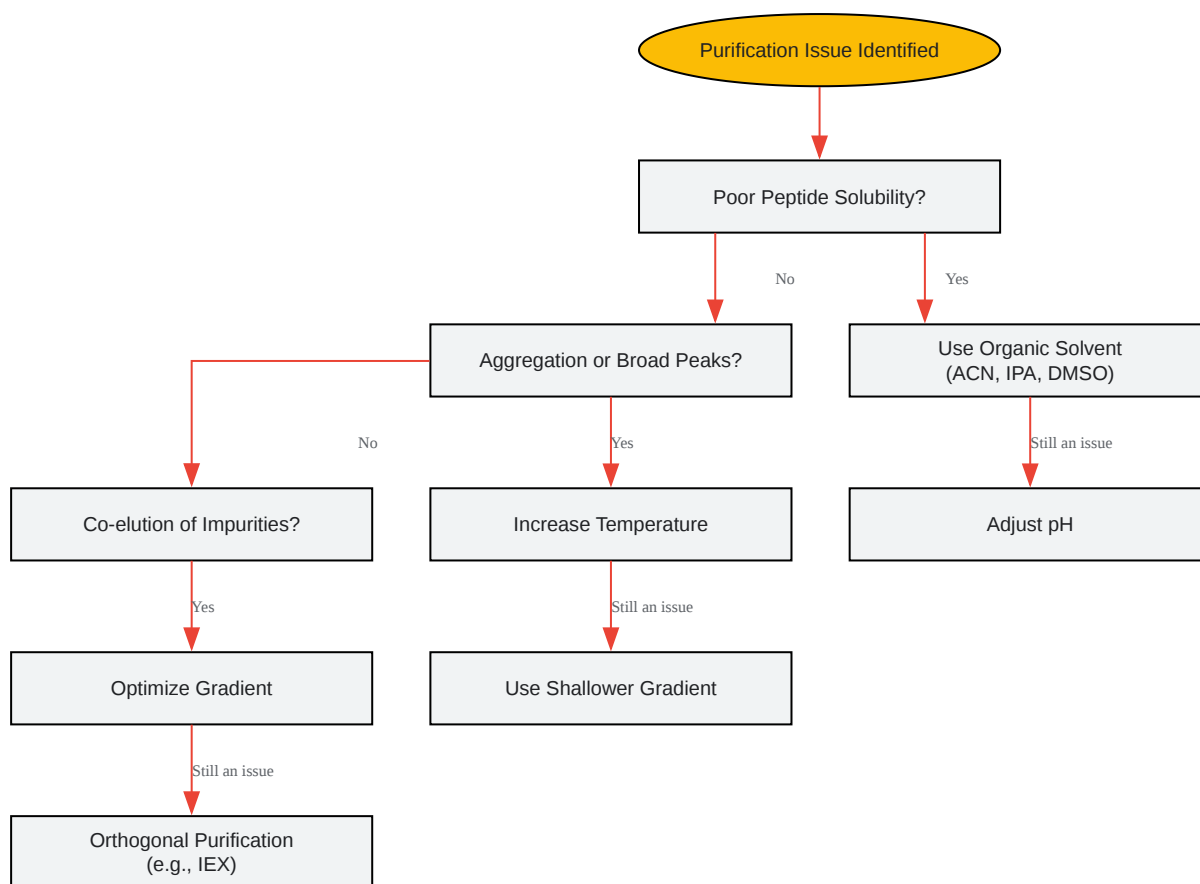 Purification Issue Identified
Poor Peptide Solubility?
No
Yes
Aggregation or Broad Peaks?
Use Organic Solvent
(ACN, IPA, DMSO)
No
Yes
Still an issue
Co-elution of Impurities?
Increase Temperature
Adjust pH
Yes
Still an issue
Optimize Gradient
Use Shallower Gradient
Still an issue
Orthogonal Purification
(e.g., IEX)